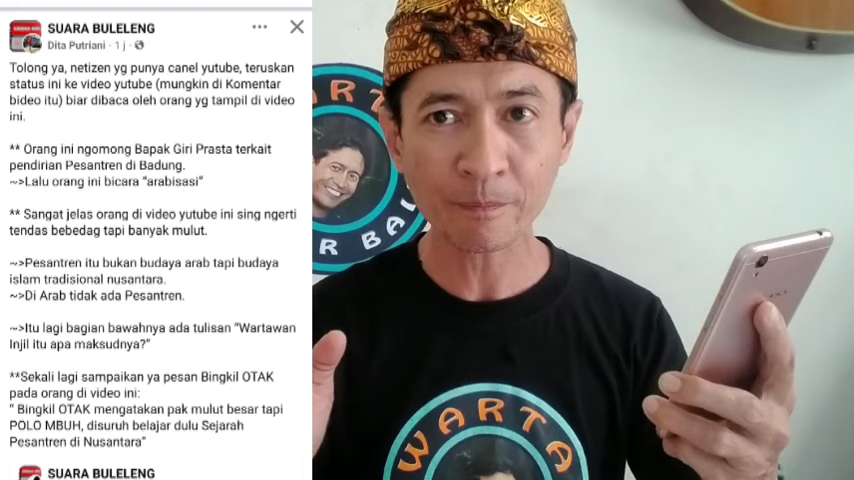 SUARA BULELENG
Dita Putriani · 1 j ·
Tolong ya, netizen yg punya canel yutube, teruskan
status ini ke video yutube (mungkin di Komentar
bideo itu) biar dibaca oleh orang yg tampil di video
ini.
** Orang ini ngomong Bapak Giri Prasta terkait
pendirian Pesantren di Badung.
~>Lalu orang ini bicara "arabisasi"
** Sangat jelas orang di video yutube ini sing ngerti
tendas bebedag tapi banyak mulut.
~>Pesantren itu bukan budaya arab tapi budaya
islam tradisional nusantara.
~>Di Arab tidak ada Pesantren.
~>Itu lagi bagian bawahnya ada tulisan "Wartawan
Injil itu apa maksudnya?"
**Sekali lagi sampaikan ya pesan Bingkil OTAK
pada orang di video ini:
" Bingkil OTAK mengatakan pak mulut besar tapi
POLO MBUH, disuruh belajar dulu Sejarah
Pesantren di Nusantara"
SUARA BULELENG
WARTA
R BAL
WARTA